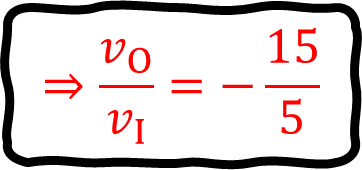 ⇒ v_O / v_I = − 15 / 5